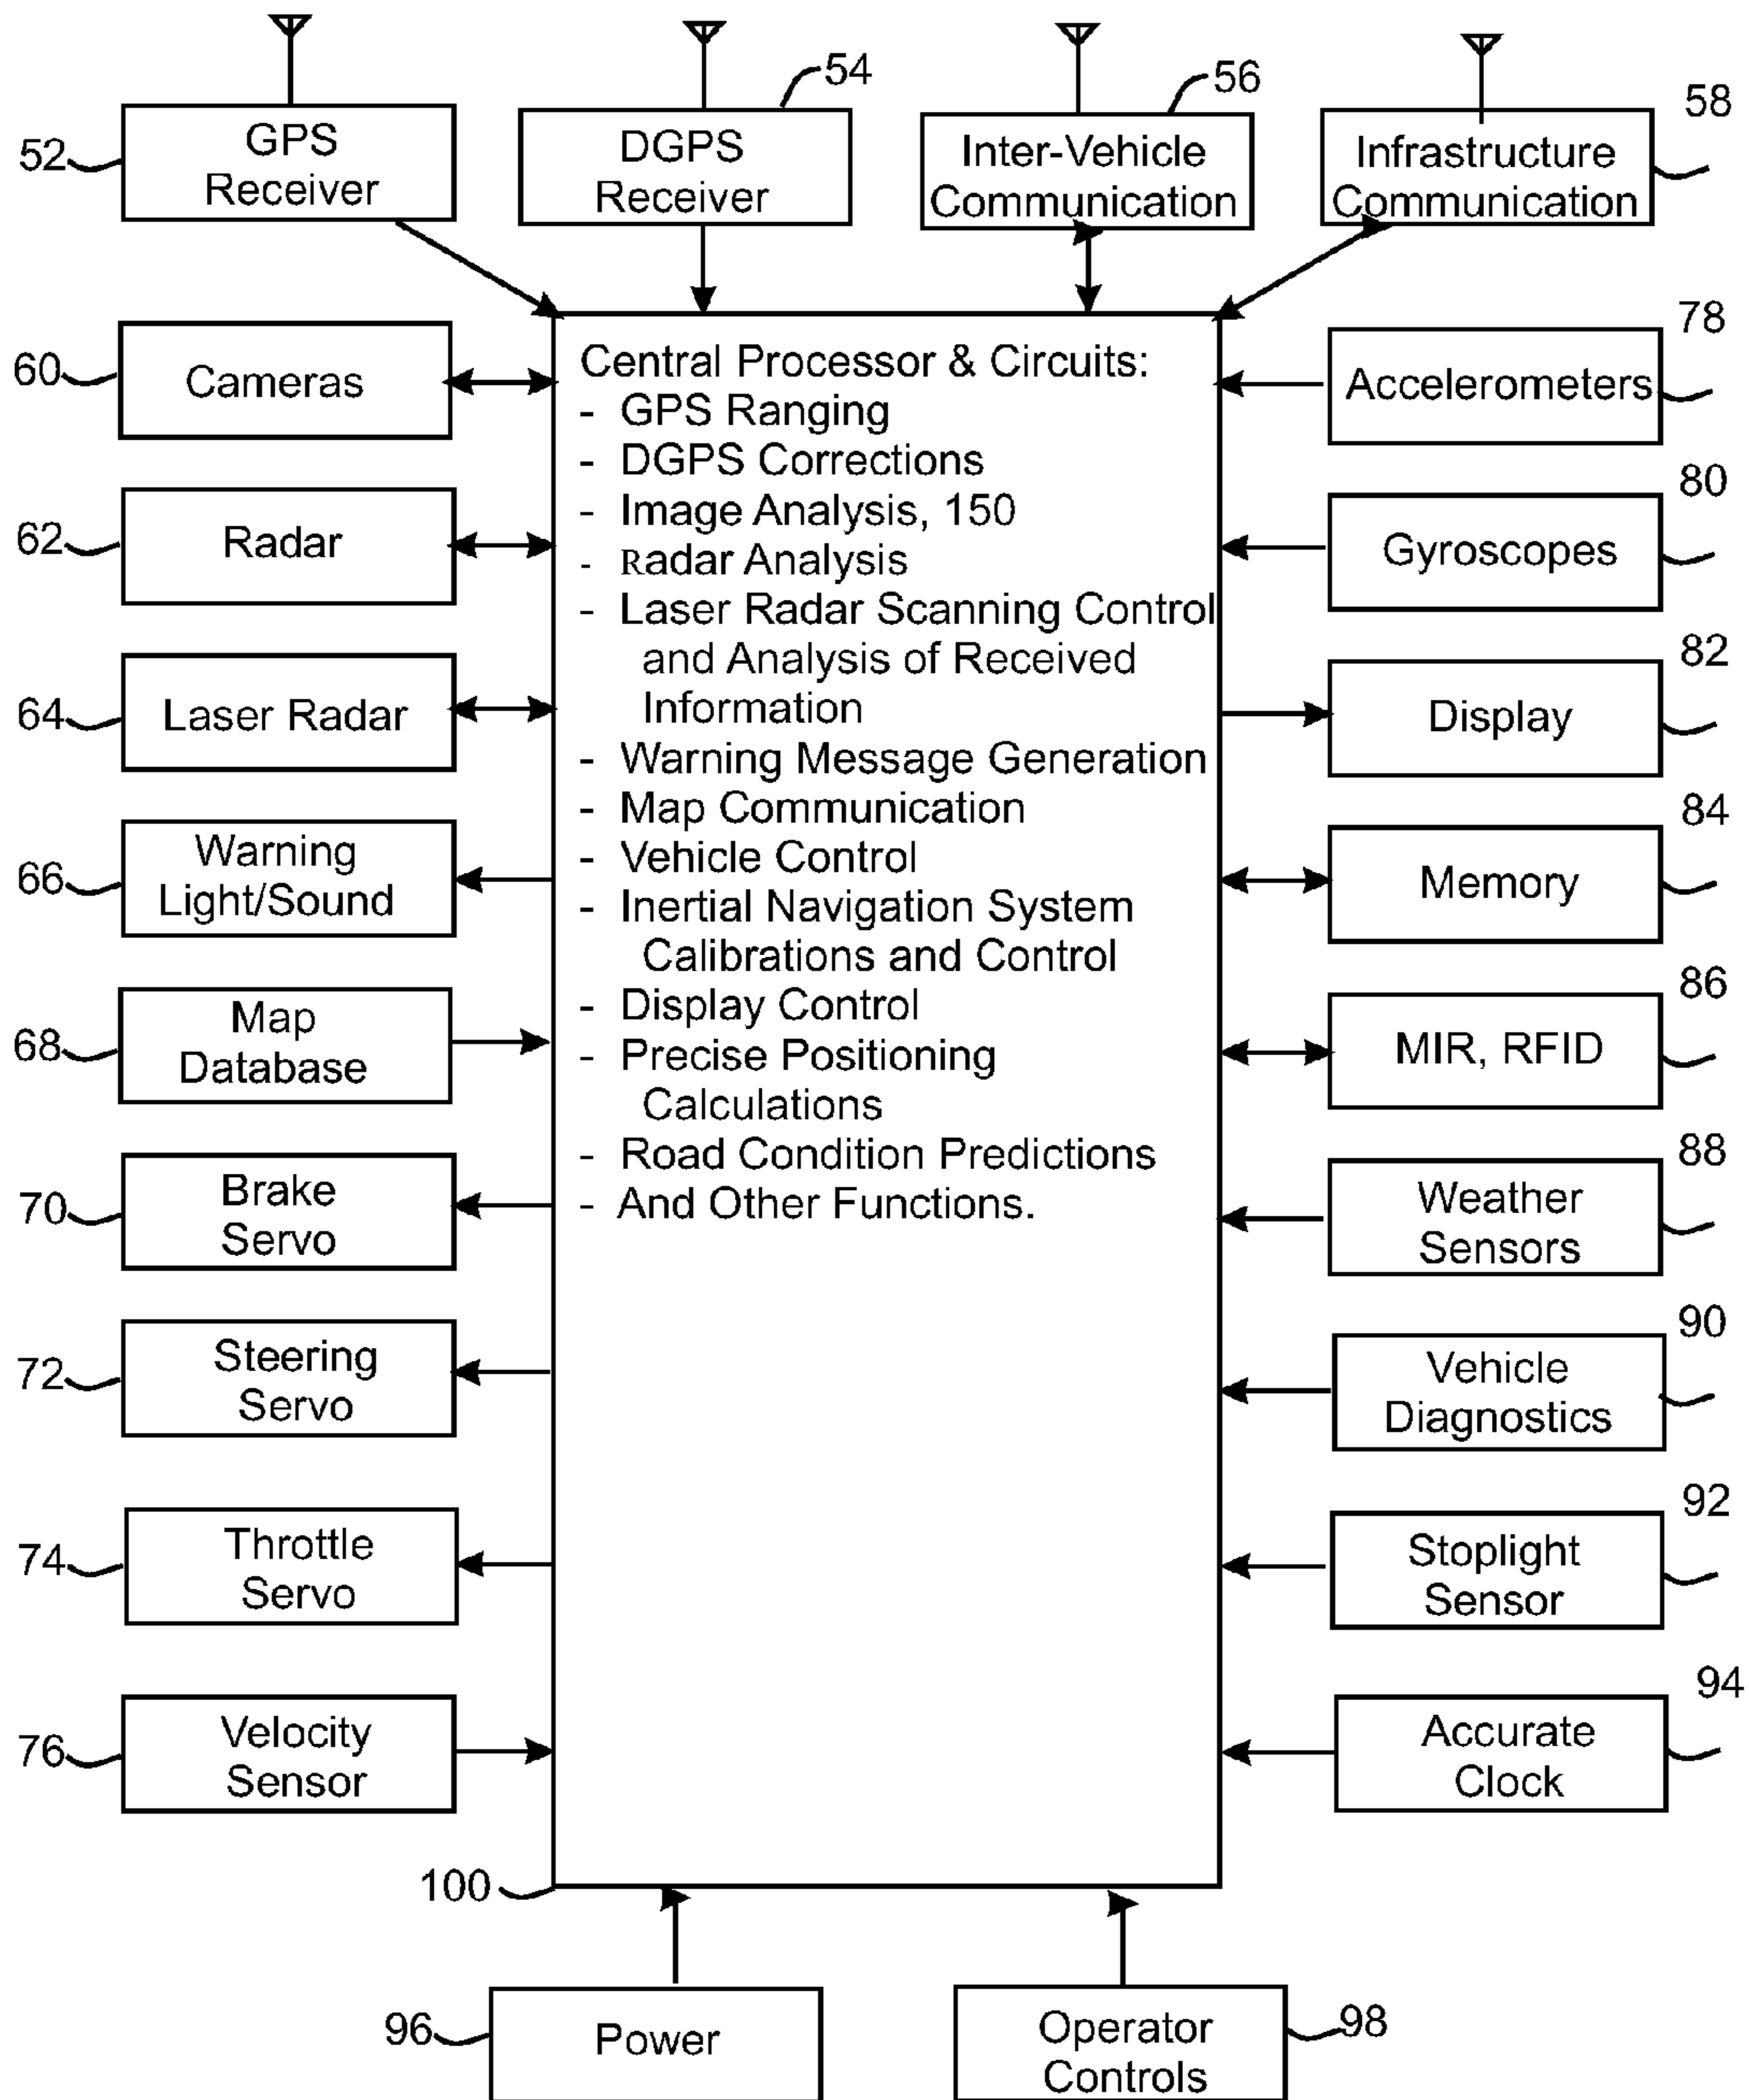 54
56
58
52
GPS
Receiver
DGPS
Receiver
Inter-Vehicle
Communication
Infrastructure
Communication
60
Cameras
62
Radar
64
Laser Radar
66
Warning
Light/Sound
68
Map
Database
70
Brake
Servo
72
Steering
Servo
74
Throttle
Servo
76
Velocity
Sensor
Central Processor & Circuits:
- GPS Ranging
- DGPS Corrections
- Image Analysis, 150
- Radar Analysis
- Laser Radar Scanning Control
and Analysis of Received
Information
- Warning Message Generation
- Map Communication
- Vehicle Control
- Inertial Navigation System
Calibrations and Control
- Display Control
- Precise Positioning
Calculations
- Road Condition Predictions
- And Other Functions.
100
78
Accelerometers
80
Gyroscopes
82
Display
84
Memory
86
MIR, RFID
88
Weather
Sensors
90
Vehicle
Diagnostics
92
Stoplight
Sensor
94
Accurate
Clock
96
Power
Operator
Controls
98